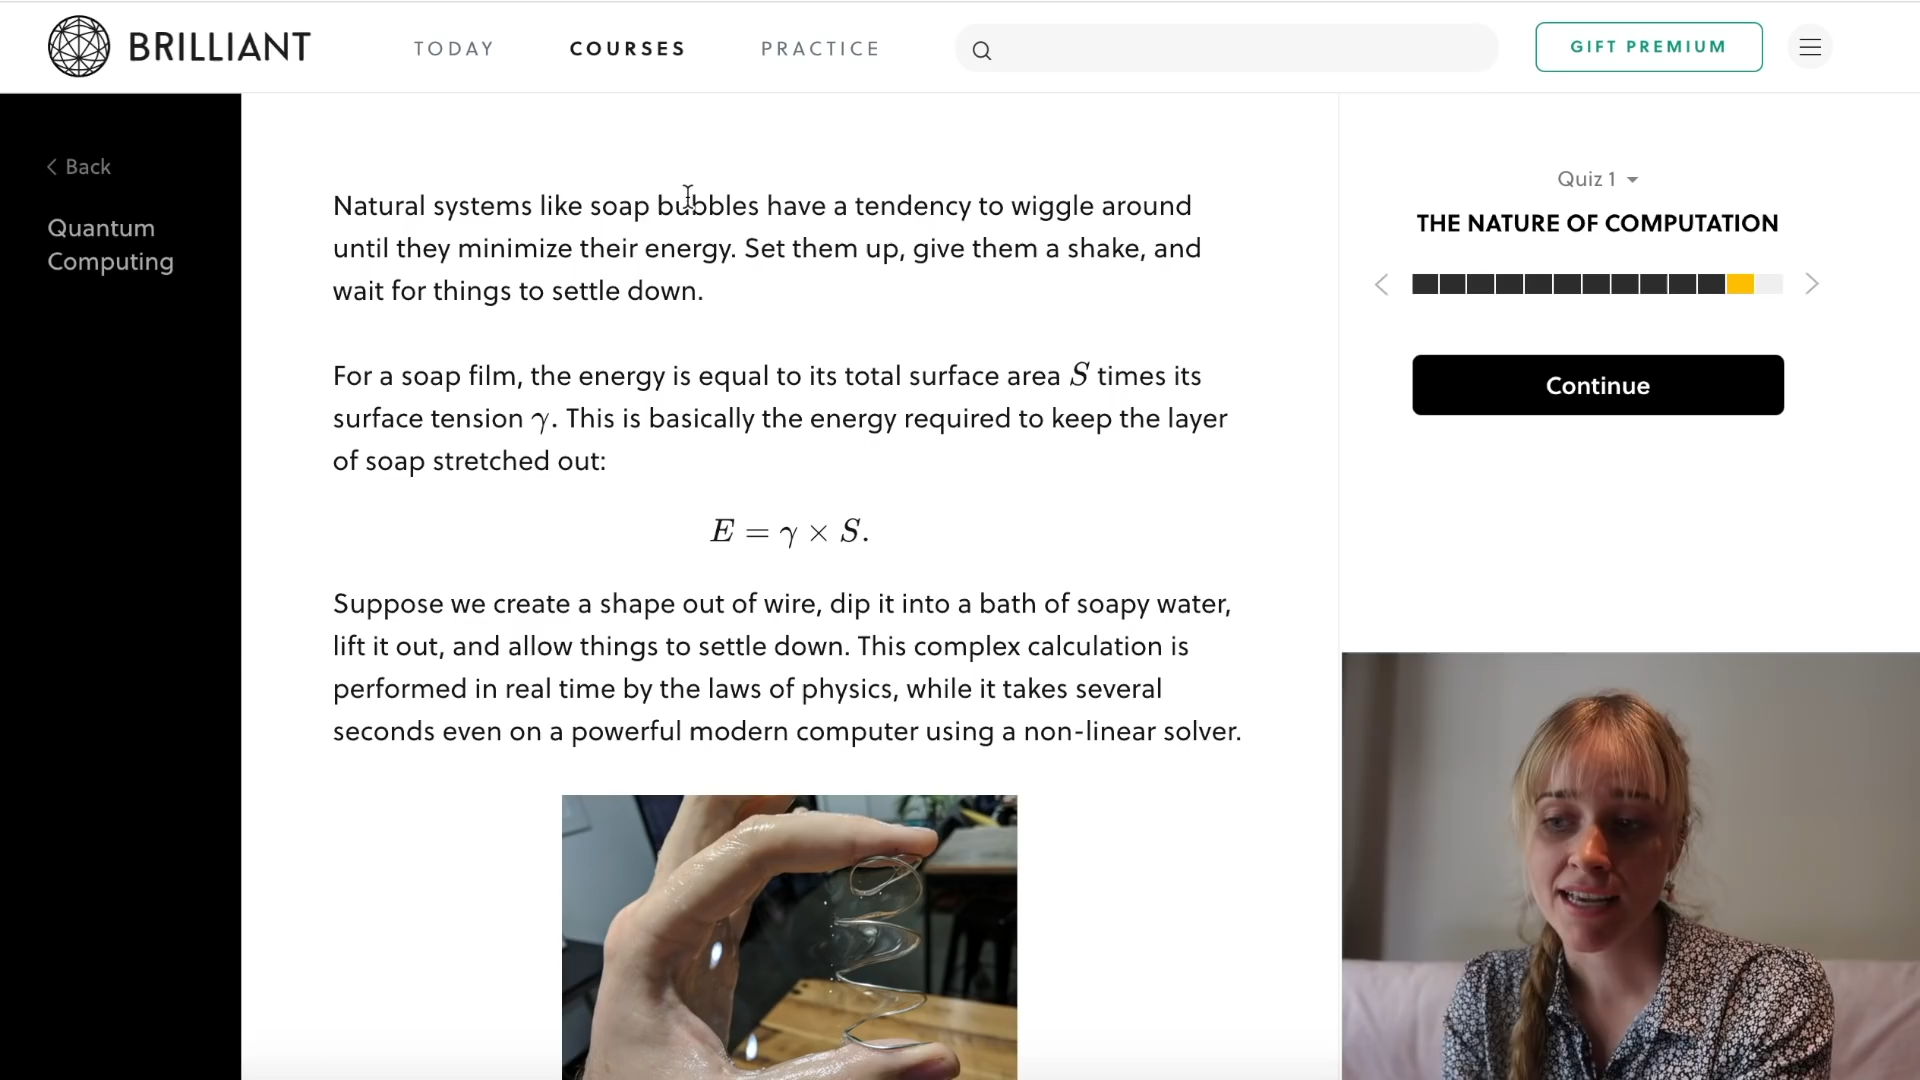 BRILLIANT
TODAY
COURSES
PRACTICE
GIFT PREMIUM
Back
Quantum
Computing
Natural systems like soap bubbles have a tendency to wiggle around
until they minimize their energy. Set them up, give them a shake, and
wait for things to settle down.
For a soap film, the energy is equal to its total surface area S times its
surface tension γ. This is basically the energy required to keep the layer
of soap stretched out:
E = γ × S.
Suppose we create a shape out of wire, dip it into a bath of soapy water,
lift it out, and allow things to settle down. This complex calculation is
performed in real time by the laws of physics, while it takes several
seconds even on a powerful modern computer using a non-linear solver.
Quiz 1
THE NATURE OF COMPUTATION
Continue